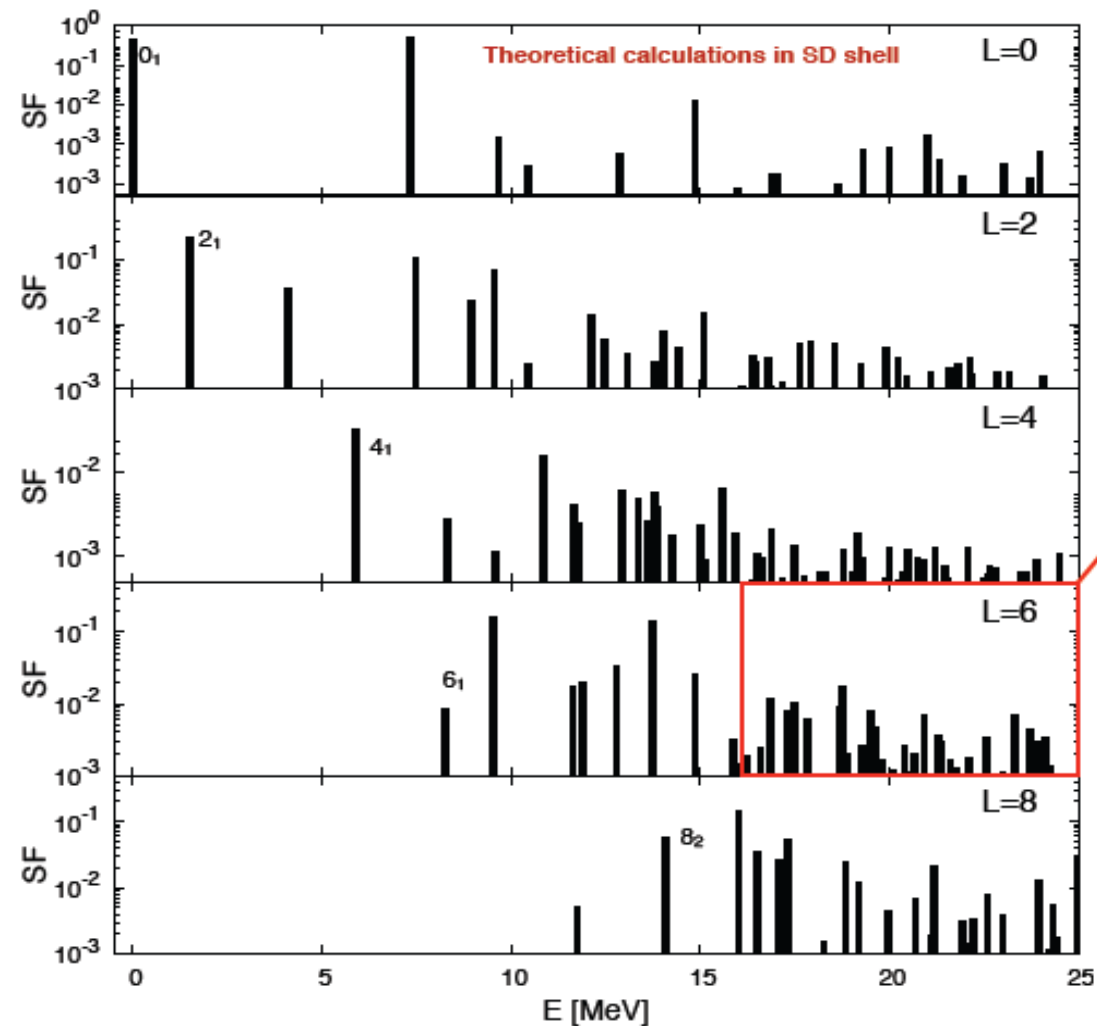 10⁰
10⁻¹
10⁻²
10⁻³
10⁻³
SF
0₁
Theoretical calculations in SD shell
L=0
10⁻¹
10⁻²
10⁻³
SF
2₁
L=2
10⁻²
10⁻³
SF
4₁
L=4
10⁻¹
10⁻²
10⁻³
SF
6₁
L=6
10⁻¹
10⁻²
10⁻³
SF
8₂
L=8
0 5 10 15 20 25
E [MeV]